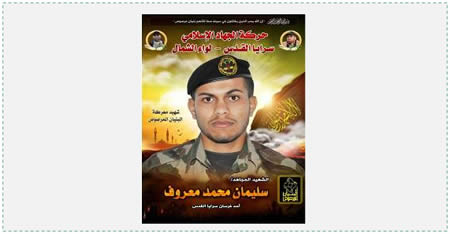 حركة الجهاد الإسلامي
سرايا القدس - لواء الشمال
شهيد معركة
البنيان المرصوص
الشهيد المجاهد:
سليمان محمد معروف
أحد فرسان سرايا القدس